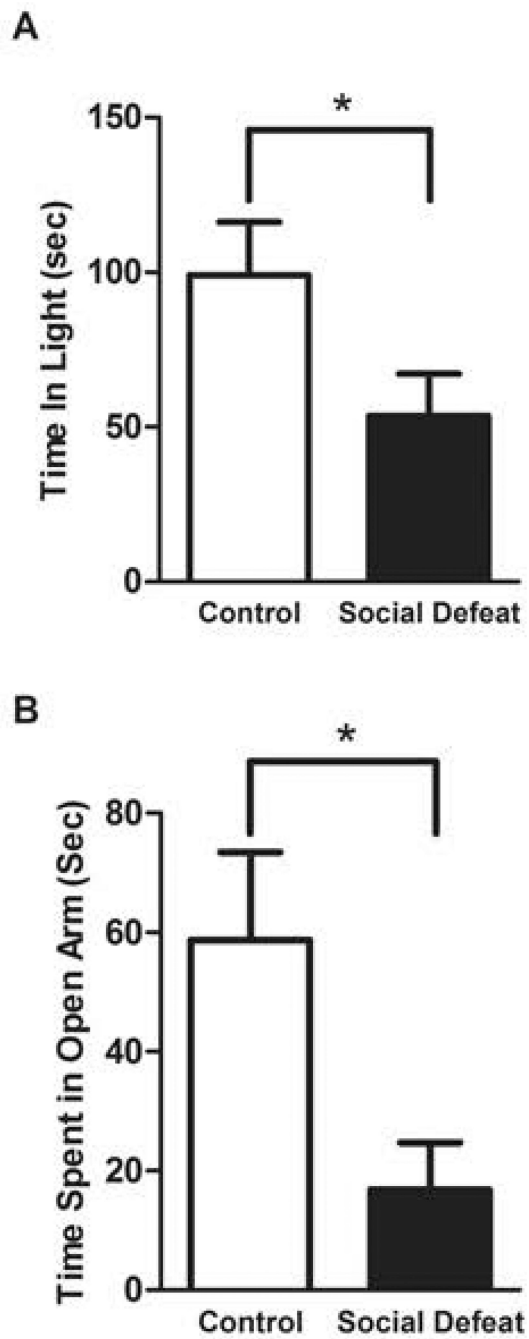 A
*
150
100
50
0
Time In Light (sec)
Control Social Defeat
B
*
80
60
40
20
0
Time Spent in Open Arm (Sec)
Control Social Defeat